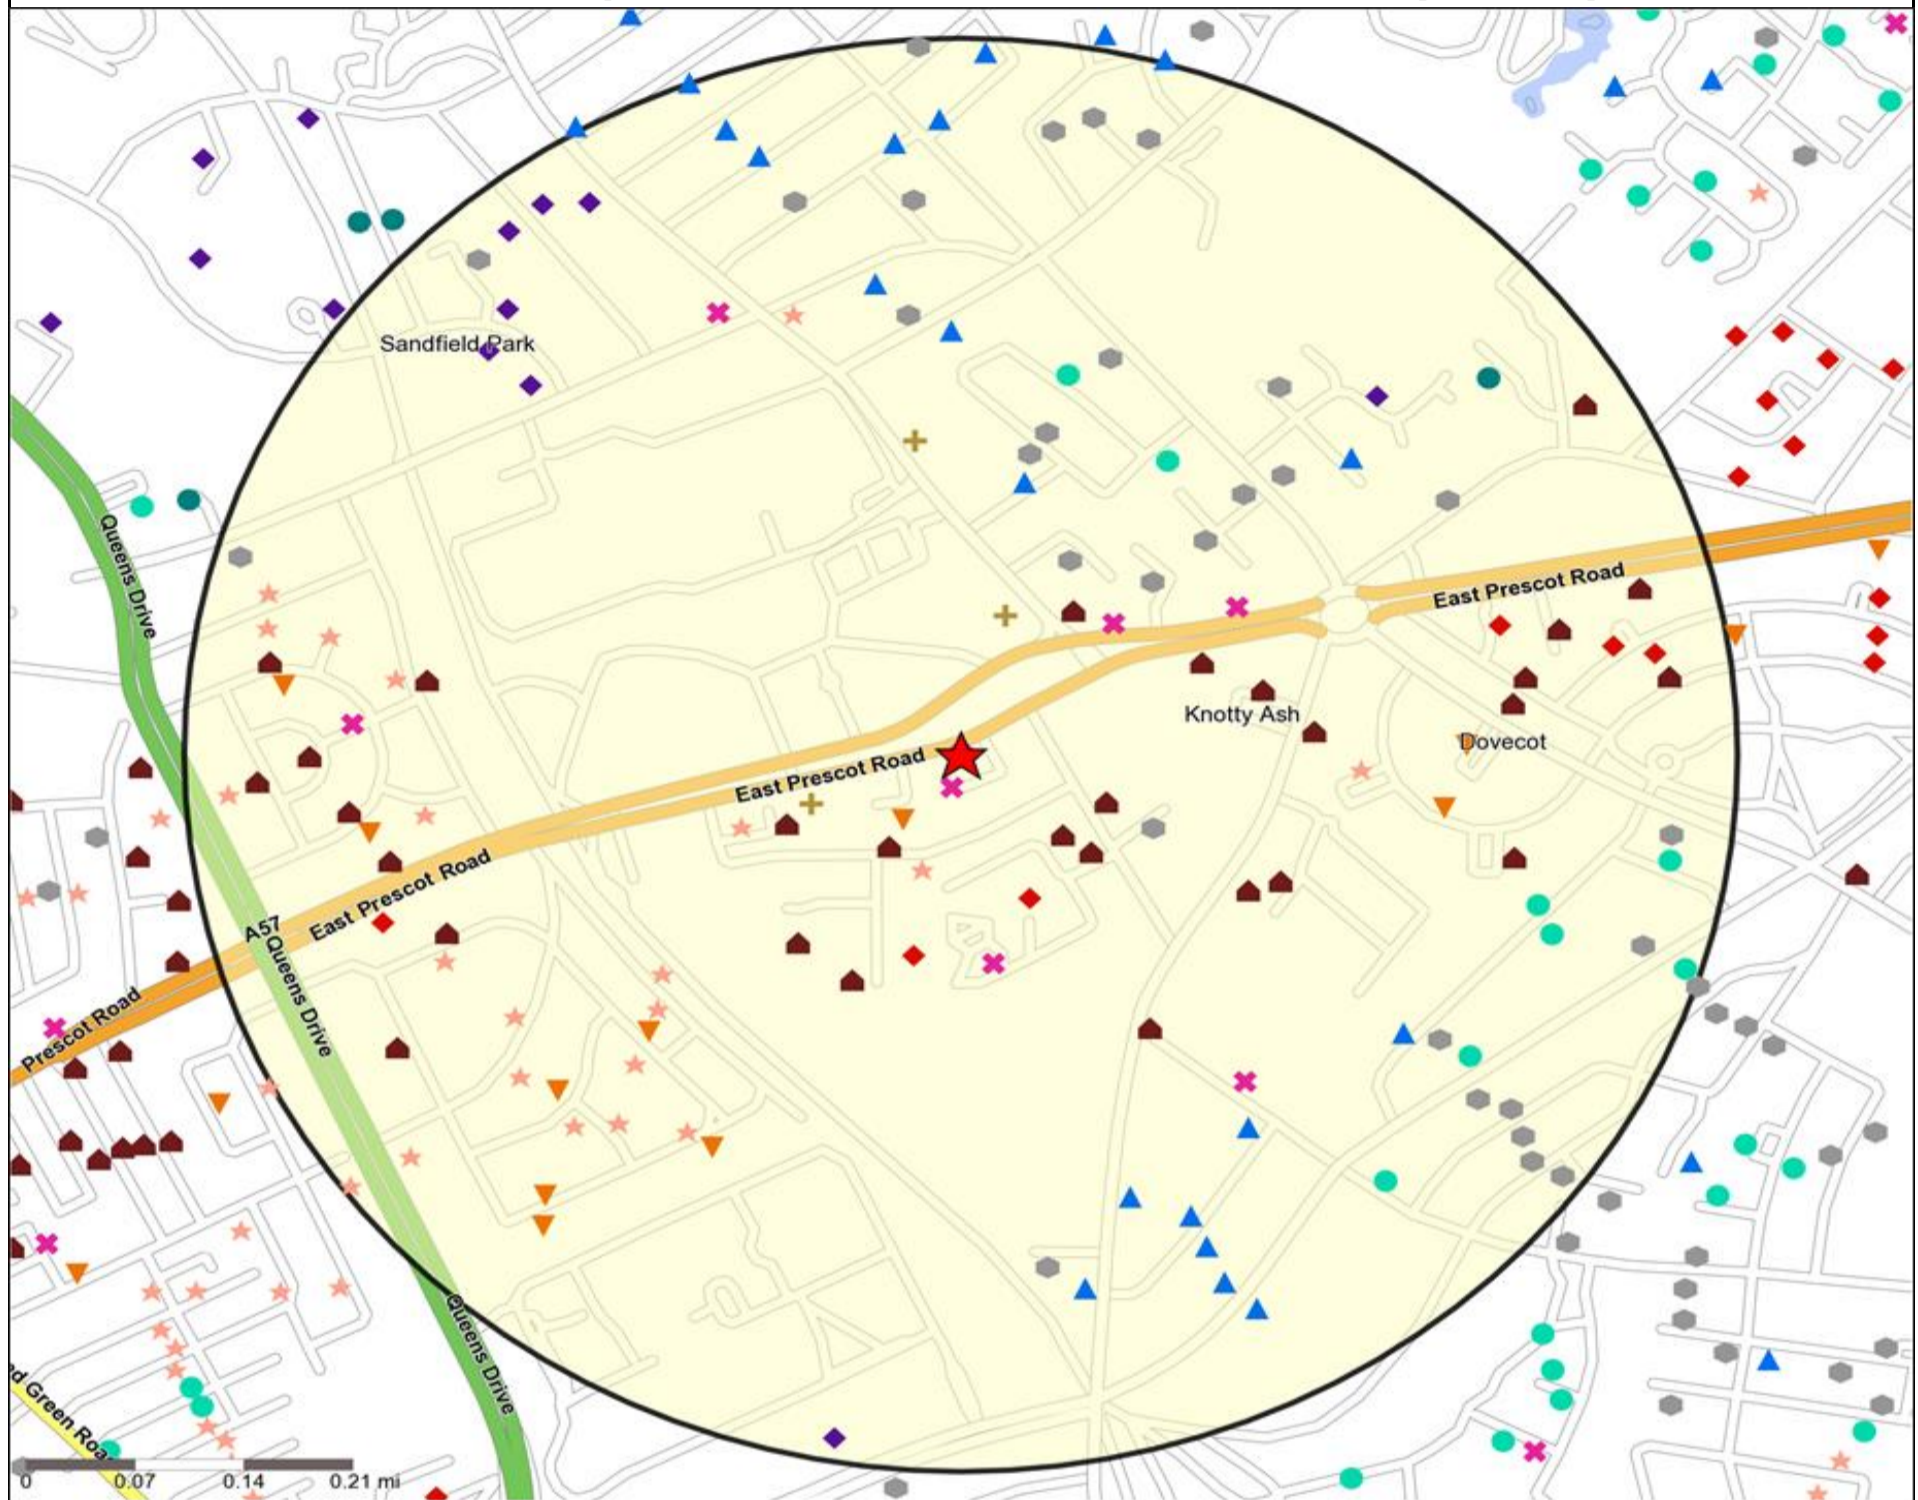 Sandfield Park
Queens Drive
East Prescot Road
Knotty Ash
Dovecot
East Prescot Road
East Prescot Road
A57
Queens Drive
Prescot Road
Queens Drive
Green Roa
0 0.07 0.14 0.21 mi